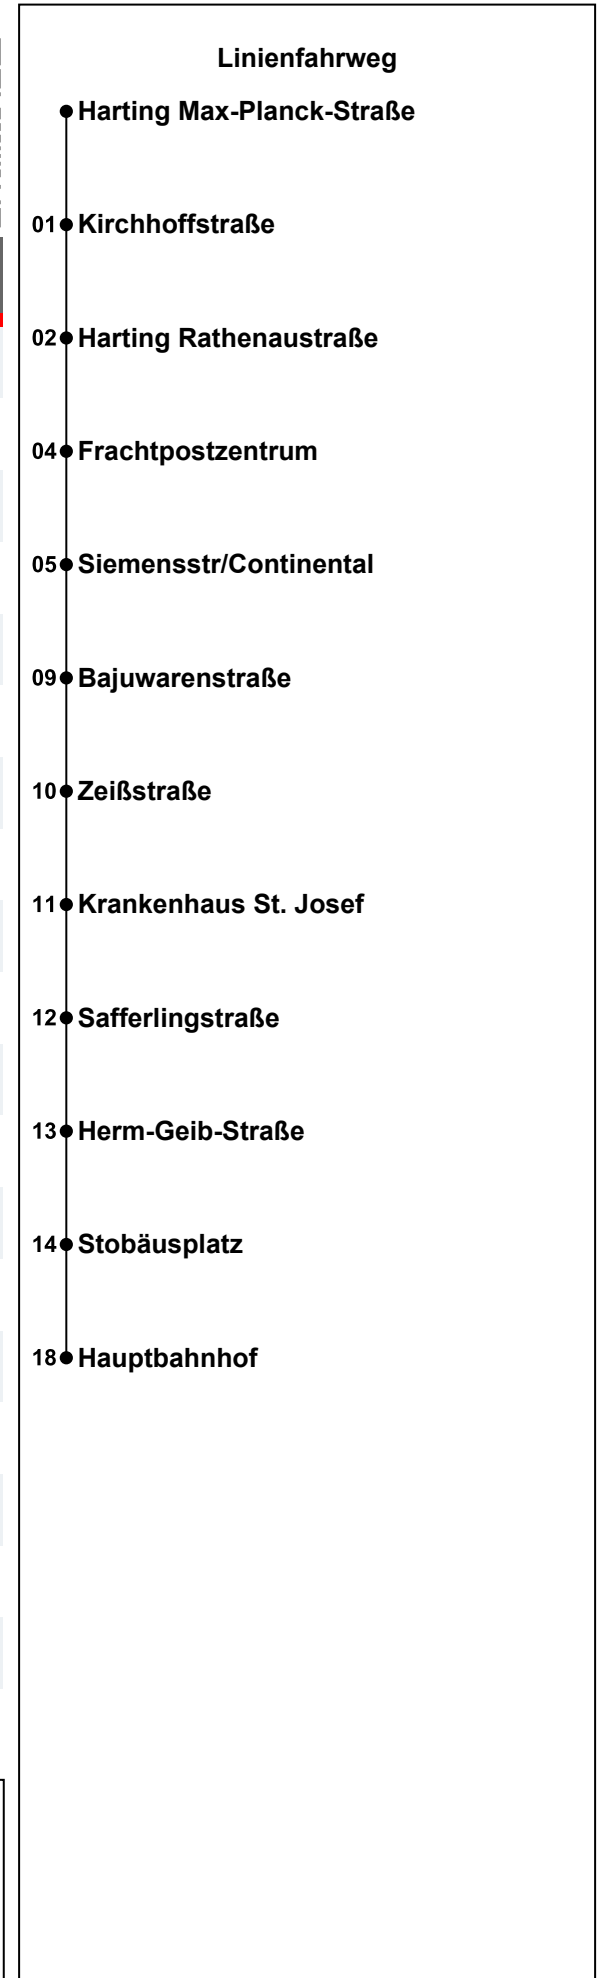 Linienfahrweg
Harting Max-Planck-Straße
01 Kirchhoffstraße
02 Harting Rathenaustraße
04 Frachtpostzentrum
05 Siemensstr/Continental
09 Bajuwarenstraße
10 Zeißstraße
11 Krankenhaus St. Josef
12 Safferlingstraße
13 Herm-Geib-Straße
14 Stobäusplatz
18 Hauptbahnhof